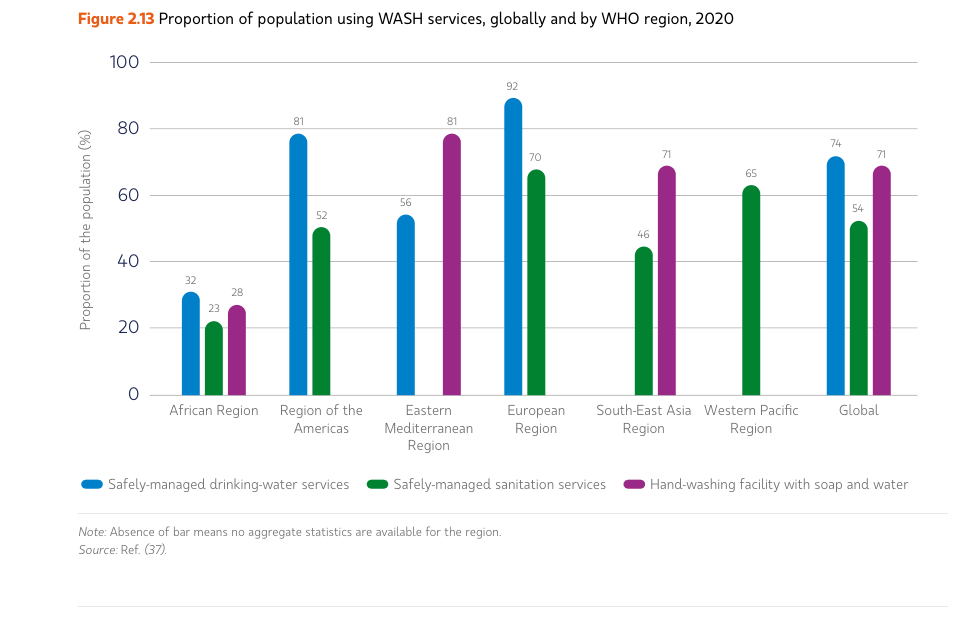 Figure 2.13 Proportion of population using WASH services, globally and by WHO region, 2020
Proportion of the population (%)
100
80
60
40
20
0
32
23
28
81
52
56
81
92
70
46
71
65
74
54
71
African Region
Region of the
Americas
Eastern
Mediterranean
Region
European
Region
South-East Asia
Region
Western Pacific
Region
Global
Safely-managed drinking-water services
Safely-managed sanitation services
Hand-washing facility with soap and water
Note: Absence of bar means no aggregate statistics are available for the region.
Source: Ref. (37).